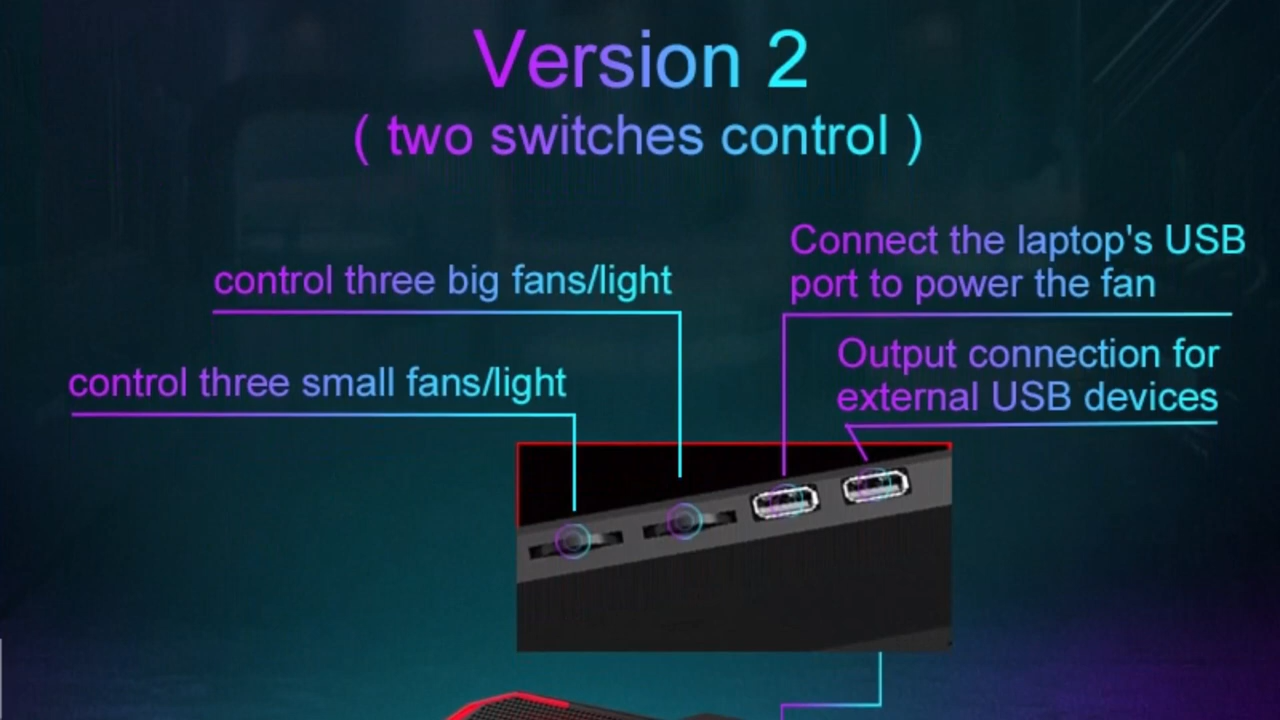 Version 2
( two switches control )
Connect the laptop's USB
port to power the fan
control three big fans/light
Output connection for
external USB devices
control three small fans/light